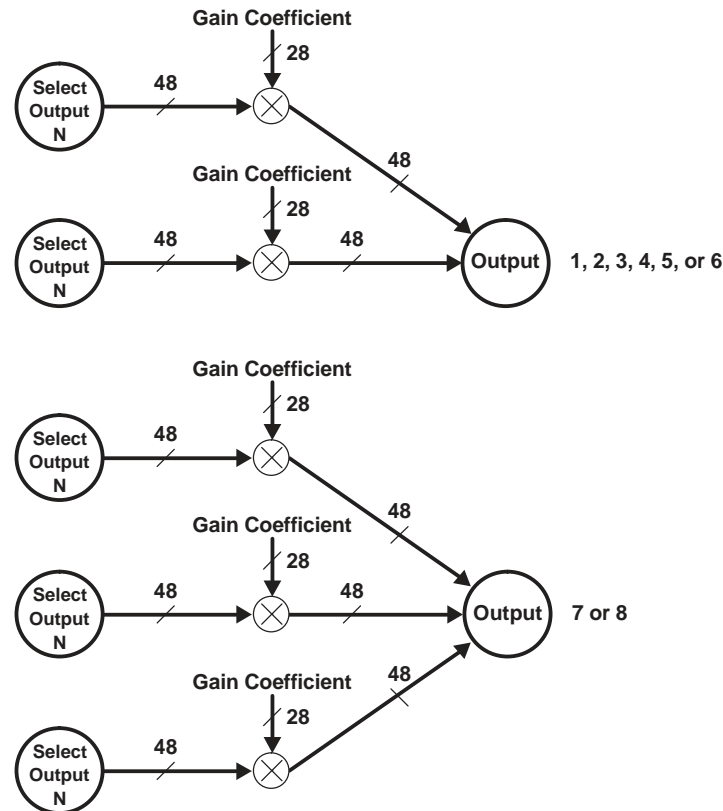 Gain Coefficient
28
Select
Output
N
48
48
Gain Coefficient
28
Select
Output
N
48
48
Output
1, 2, 3, 4, 5, or 6
Gain Coefficient
28
Select
Output
N
48
48
Gain Coefficient
28
Select
Output
N
48
48
Output
7 or 8
Gain Coefficient
28
Select
Output
N
48
48